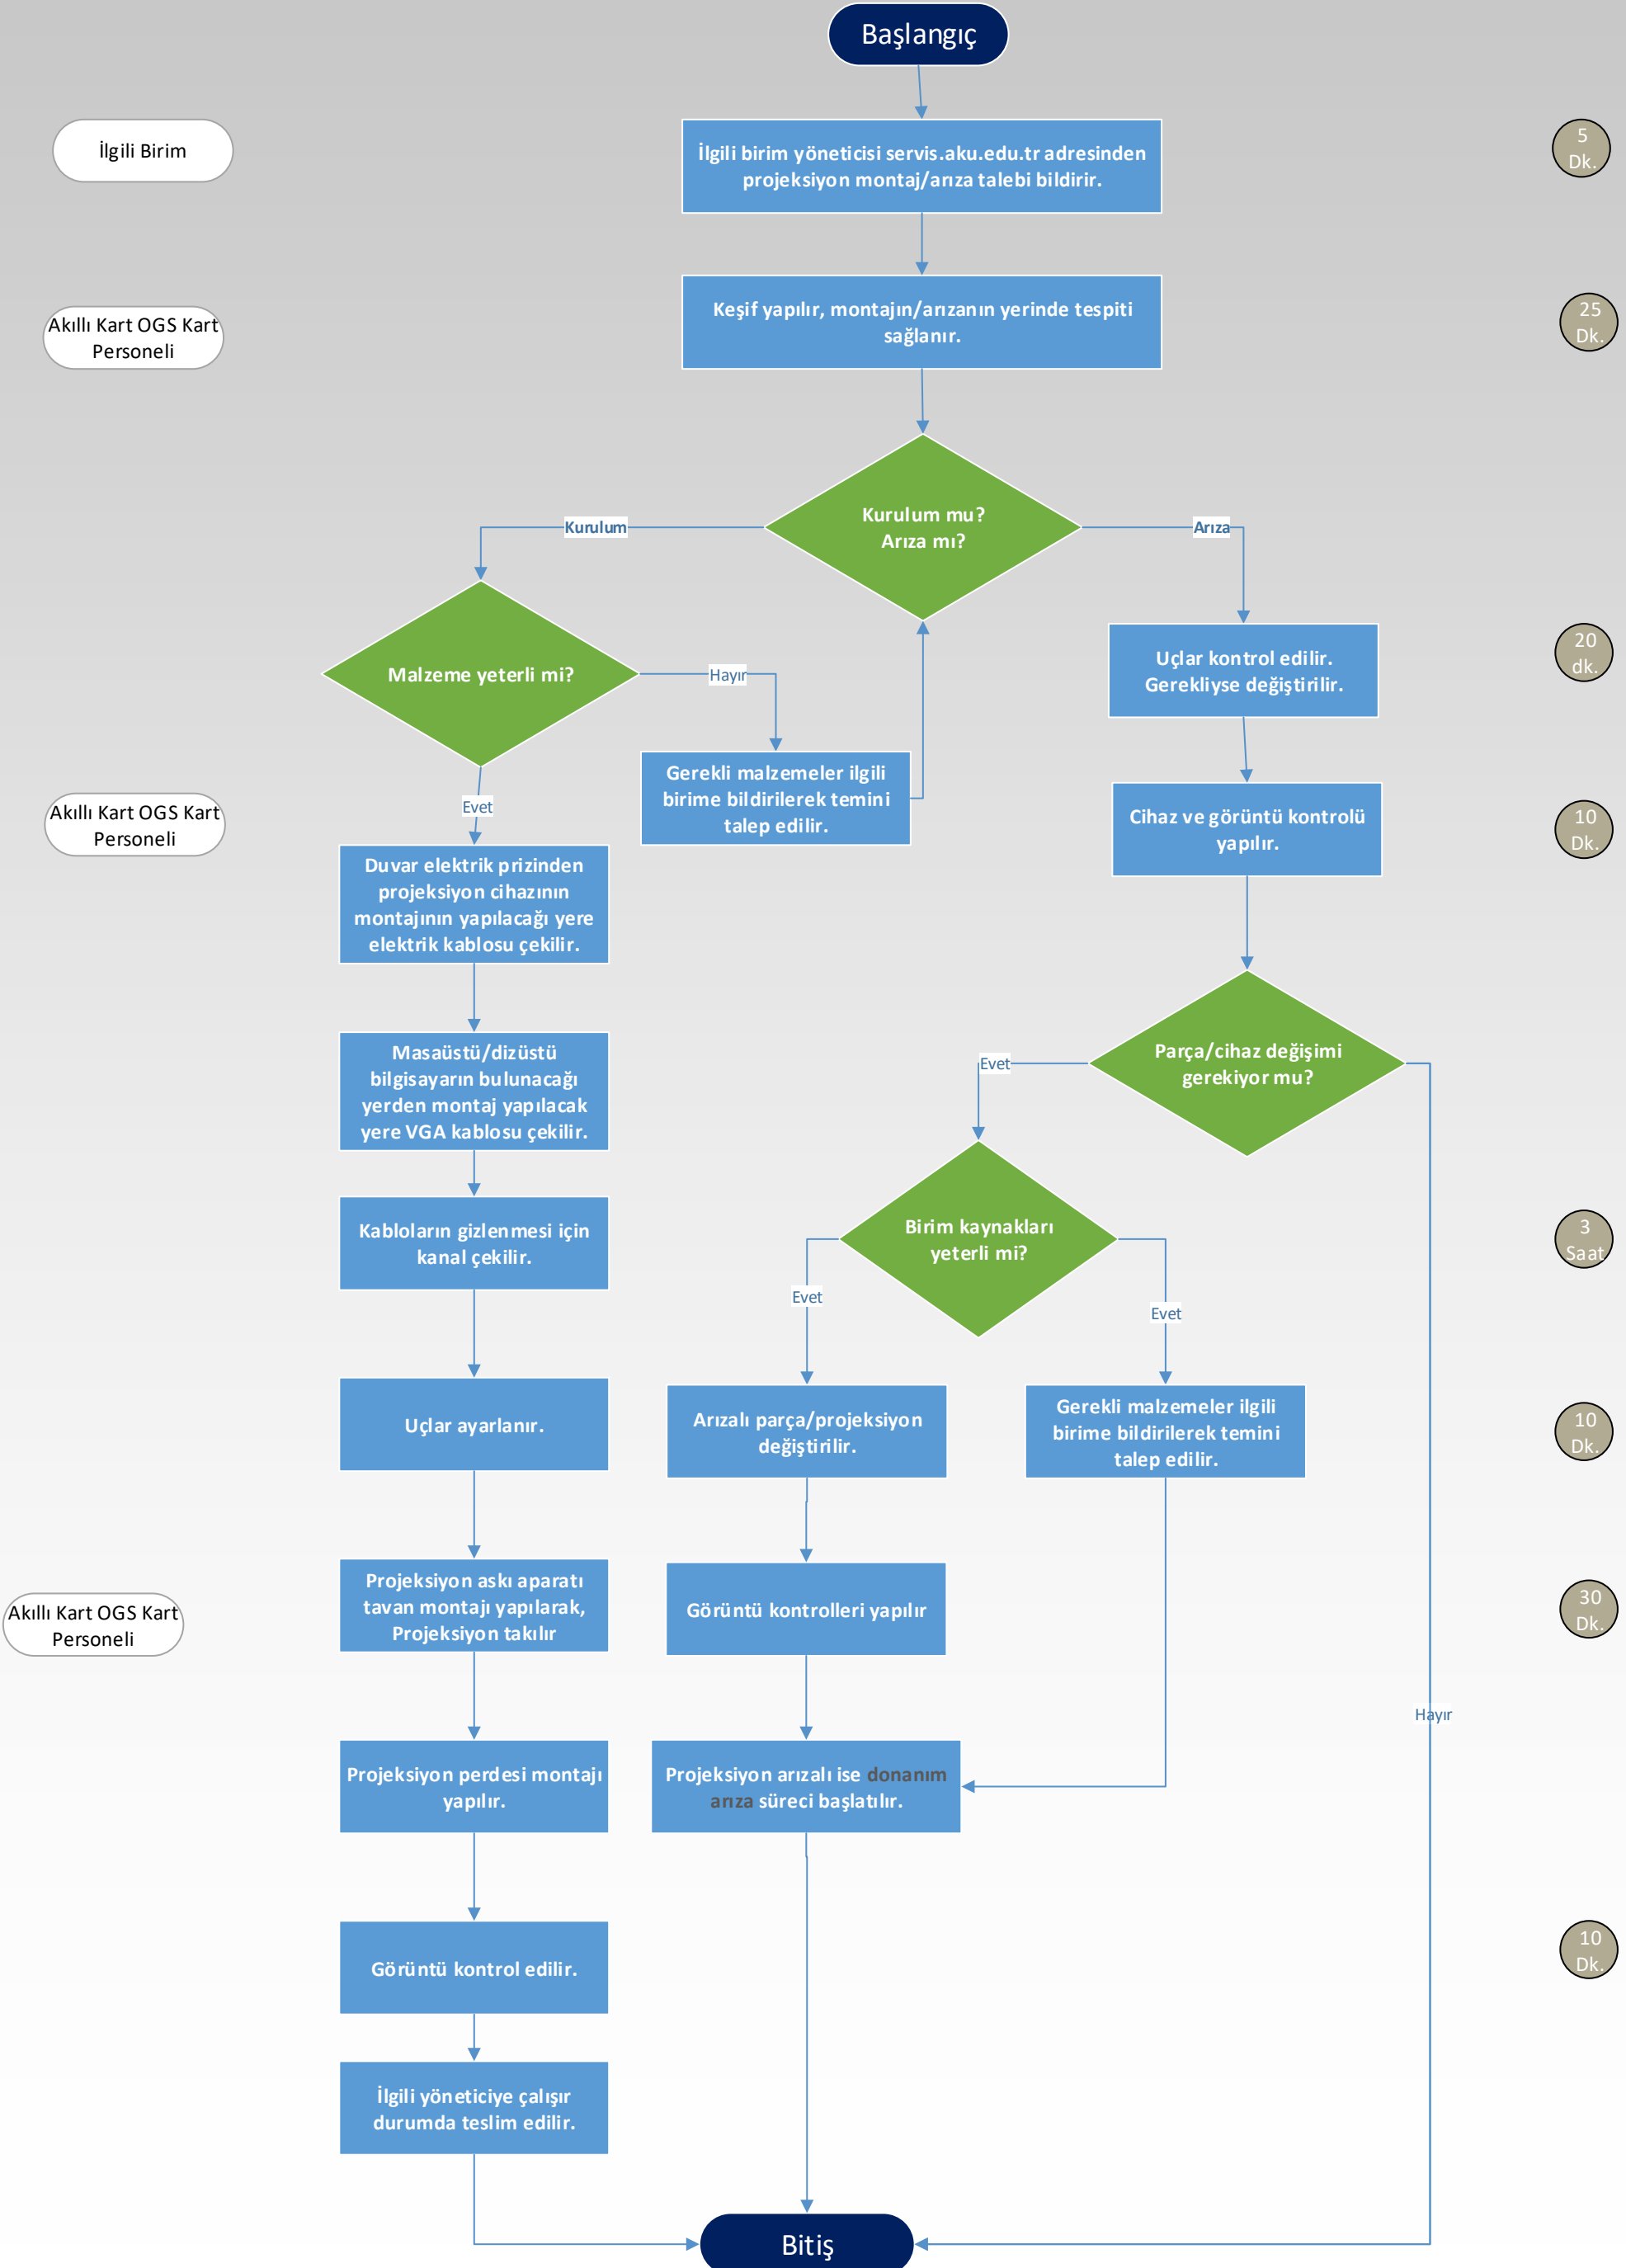 Başlangıç
İlgili Birim
İlgili birim yöneticisi servis.aku.edu.tr adresinden
projeksiyon montaj/arıza talebi bildirir.
5
Dk.
Akıllı Kart OGS Kart
Personeli
Keşif yapılır, montajın/arızanın yerinde tespiti
sağlanır.
25
Dk.
Kurulum mu?
Arıza mı?
Kurulum
Arıza
Malzeme yeterli mi?
Hayır
Uçlar kontrol edilir.
Gerekliyse değiştirilir.
20
dk.
Akıllı Kart OGS Kart
Personeli
Evet
Gerekli malzemeler ilgili
birime bildirilerek temini
talep edilir.
Cihaz ve görüntü kontrolü
yapılır.
10
Dk.
Duvar elektrik prizinden
projeksiyon cihazının
montajının yapılacağı yere
elektrik kablosu çekilir.
Masaüstü/dizüstü
bilgisayarın bulunacağı
yerden montaj yapılacak
yere VGA kablosu çekilir.
Evet
Parça/cihaz değişimi
gerekiyor mu?
Kabloların gizlenmesi için
kanal çekilir.
Birim kaynakları
yeterli mi?
3
Saat
Evet
Evet
Uçlar ayarlanır.
Arızalı parça/projeksiyon
değiştirilir.
Gerekli malzemeler ilgili
birime bildirilerek temini
talep edilir.
10
Dk.
Akıllı Kart OGS Kart
Personeli
Projeksiyon askı aparatı
tavan montajı yapılarak,
Projeksiyon takılır
Görüntü kontrolleri yapılır
30
Dk.
Hayır
Projeksiyon perdesi montajı
yapılır.
Projeksiyon arızalı ise donanım
arıza süreci başlatılır.
Görüntü kontrol edilir.
10
Dk.
İlgili yöneticiye çalışır
durumda teslim edilir.
Bitiş